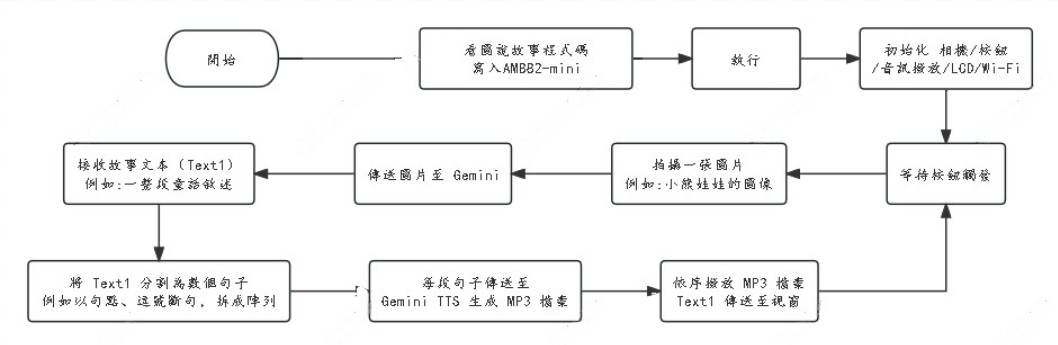 開始
看圖說故事程式碼
寫入AMB82-mini
執行
初始化 相機/按鈕
/音訊撥放/LCD/Wi-Fi
等待按鈕觸發
拍攝一張圖片
例如:小熊娃娃的圖像
傳送圖片至 Gemini
接收故事文本 (Text1)
例如:一整段童話敘述
將 Text1 分割為數個句子
例如以句點、逗號斷句, 拆成陣列
每段句子傳送至
Gemini TTS 生成 MP3 檔案
依序撥放 MP3 檔案
Text1 傳送至視窗